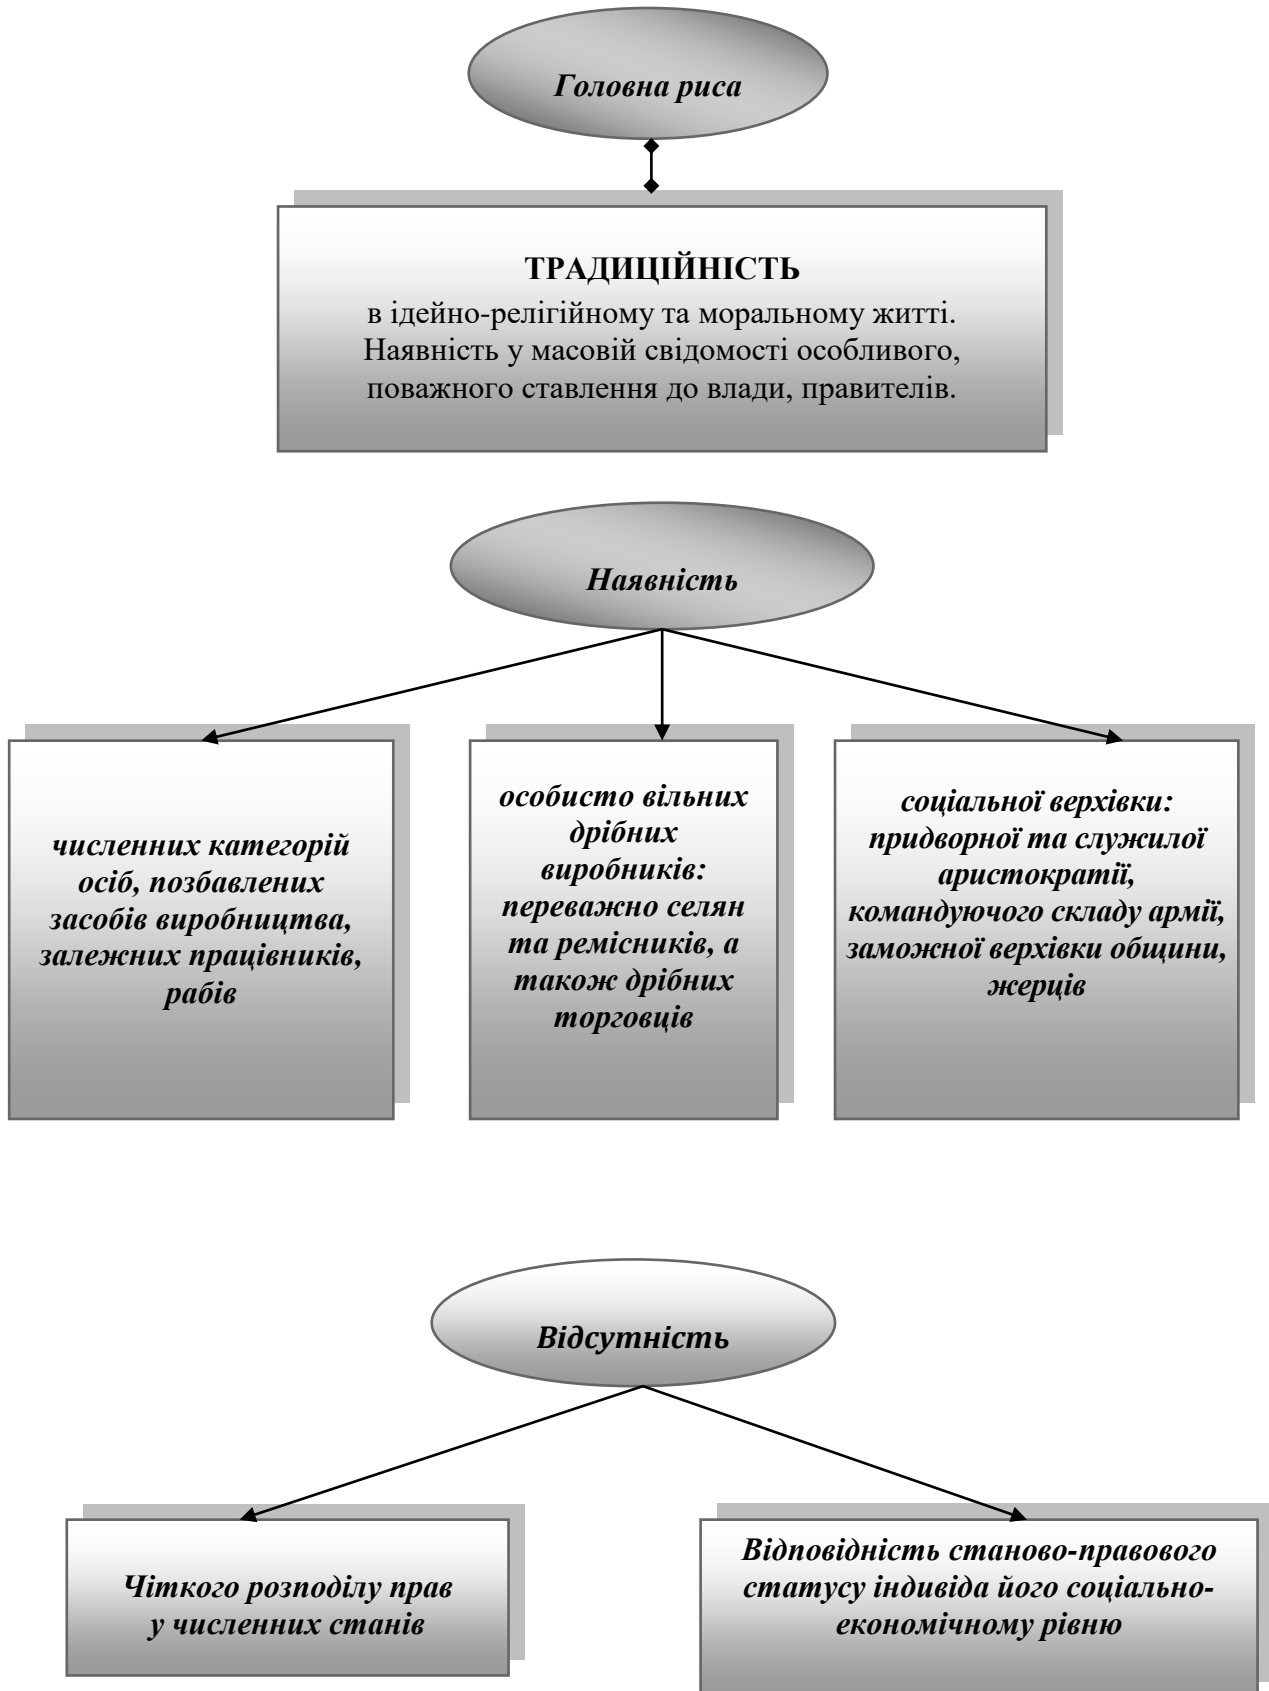 Головна риса
ТРАДИЦІЙНІСТЬ
в ідейно-релігійному та моральному житті.
Наявність у масовій свідомості особливого,
поважного ставлення до влади, правителів.
Наявність
численних категорій
осіб, позбавлених
засобів виробництва,
залежних працівників,
рабів
особисто вільних
дрібних
виробників:
переважно селян
та ремісників, а
також дрібних
торговців
соціальної верхівки:
придворної та служилої
аристократії,
командуючого складу армії,
заможної верхівки общини,
жерців
Відсутність
Чіткого розподілу прав
у численних станів
Відповідність станово-правового
статусу індивіда його соціально-
економічному рівню